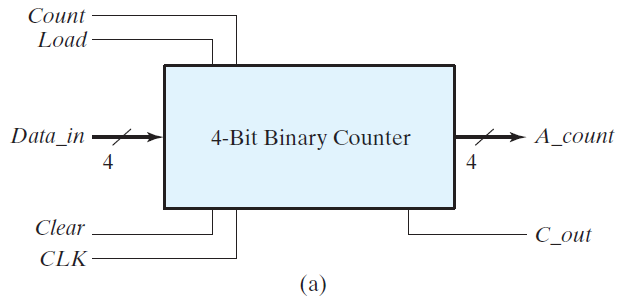 Count
Load
Data_in
4
4-Bit Binary Counter
4
A_count
Clear
CLK
C_out
(a)